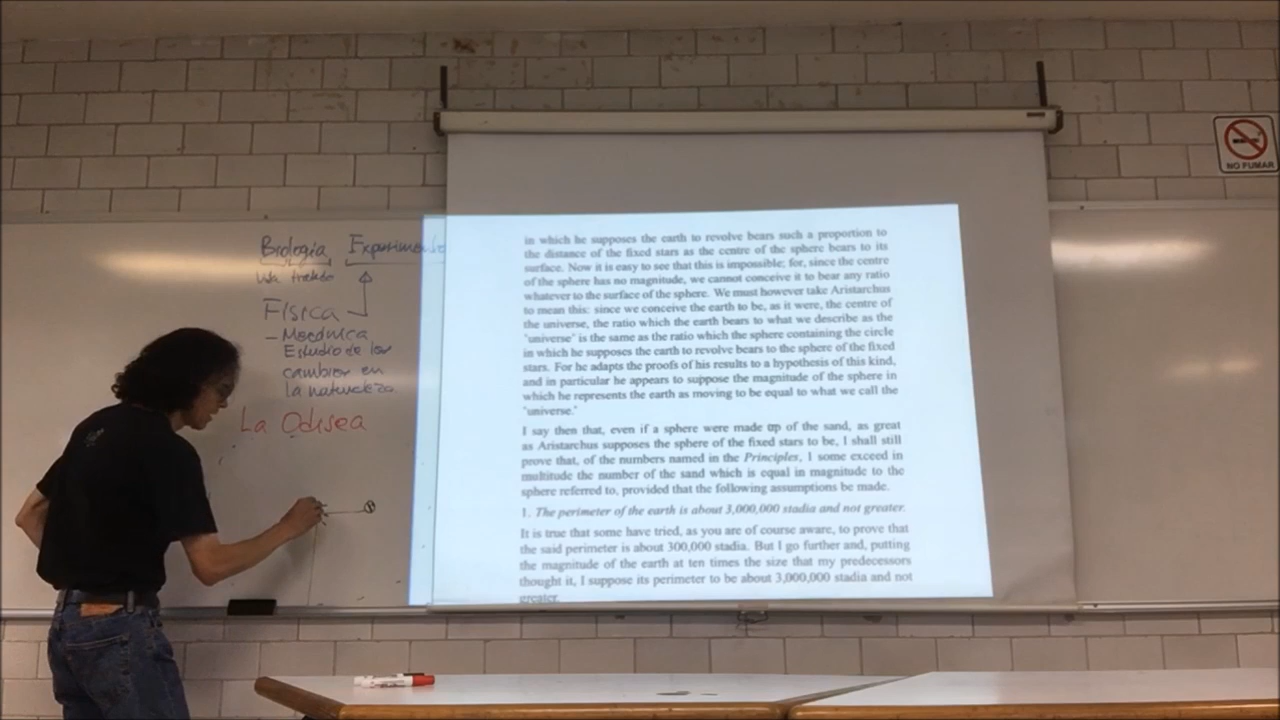 Biología Experimental
Física
- Mecánica
Estudio de los
cambios en
la naturaleza
La Odisea
in which he supposes the earth to revolve bears such a proportion to
the distance of the fixed stars as the centre of the sphere bears to its
surface. Now it is easy to see that this is impossible; for, since the centre
of the sphere has no magnitude, we cannot conceive it to bear any ratio
whatever to the surface of the sphere. We must however take Aristarchus
to mean this: since we conceive the earth to be, as it were, the centre of
the universe, the ratio which the earth bears to what we describe as the
"universe" is the same as the ratio which the sphere containing the circle
in which he supposes the earth to revolve bears to the sphere of the fixed
stars. For he adapts the proofs of his results to a hypothesis of this kind,
and in particular he appears to suppose the magnitude of the sphere in
which he represents the earth as moving to be equal to what we call the
"universe."
I say then that, even if a sphere were made up of the sand, as great
as Aristarchus supposes the sphere of the fixed stars to be, I shall still
prove that, of the numbers named in the Principles, I some exceed in
multitude the number of the sand which is equal in magnitude to the
sphere referred to, provided that the following assumptions be made.
1. The perimeter of the earth is about 3,000,000 stadia and not greater.
It is true that some have tried, as you are of course aware, to prove that
the said perimeter is about 300,000 stadia. But I go further and, putting
the magnitude of the earth at ten times the size that my predecessors
thought it, I suppose its perimeter to be about 3,000,000 stadia and not
greater.
NO FUMAR